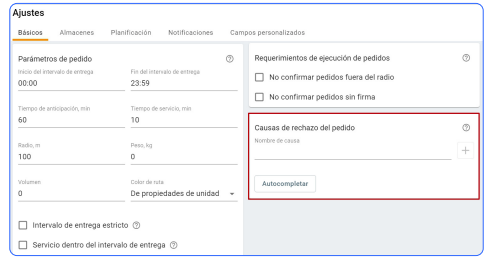 Ajustes
Básicos Almacenes Planificación Notificaciones Campos personalizados
Parámetros de pedido
Inicio del intervalo de entrega Fin del intervalo de entrega
00:00 23:59
Tiempo de anticipación, min Tiempo de servicio, min
60 10
Radio, m Peso, kg
100 0
Volumen Color de ruta
0 De propiedades de unidad
Intervalo de entrega estricto
Servicio dentro del intervalo de entrega
Requerimientos de ejecución de pedidos
No confirmar pedidos fuera del radio
No confirmar pedidos sin firma
Causas de rechazo del pedido
Nombre de causa
Autocompletar